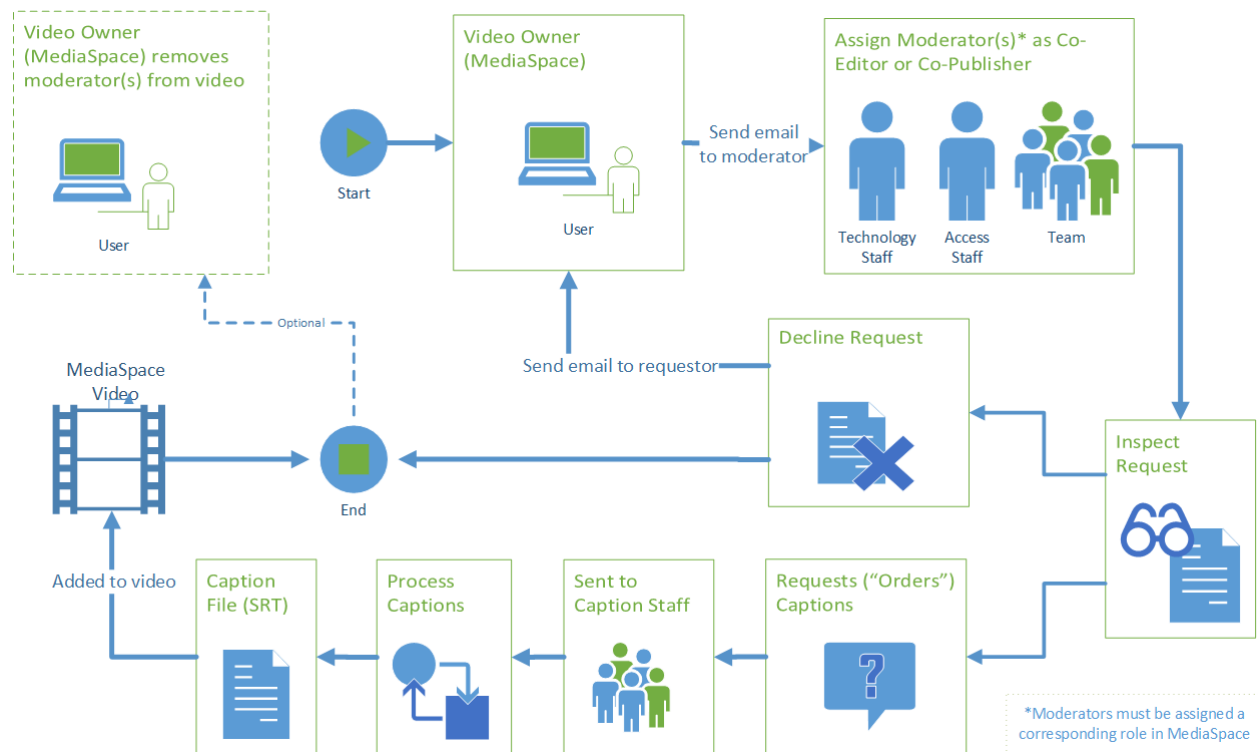 Video Owner
(MediaSpace) removes
moderator(s) from video
User
Start
Video Owner
(MediaSpace)
User
Send email
to moderator
Assign Moderator(s)* as Co-
Editor or Co-Publisher
Technology
Staff
Access
Staff
Team
Optional
Send email to requestor
Decline Request
MediaSpace
Video
End
Inspect
Request
Added to video
Caption
File (SRT)
Process
Captions
Sent to
Caption Staff
Requests (“Orders”)
Captions
?
*Moderators must be assigned a
corresponding role in MediaSpace